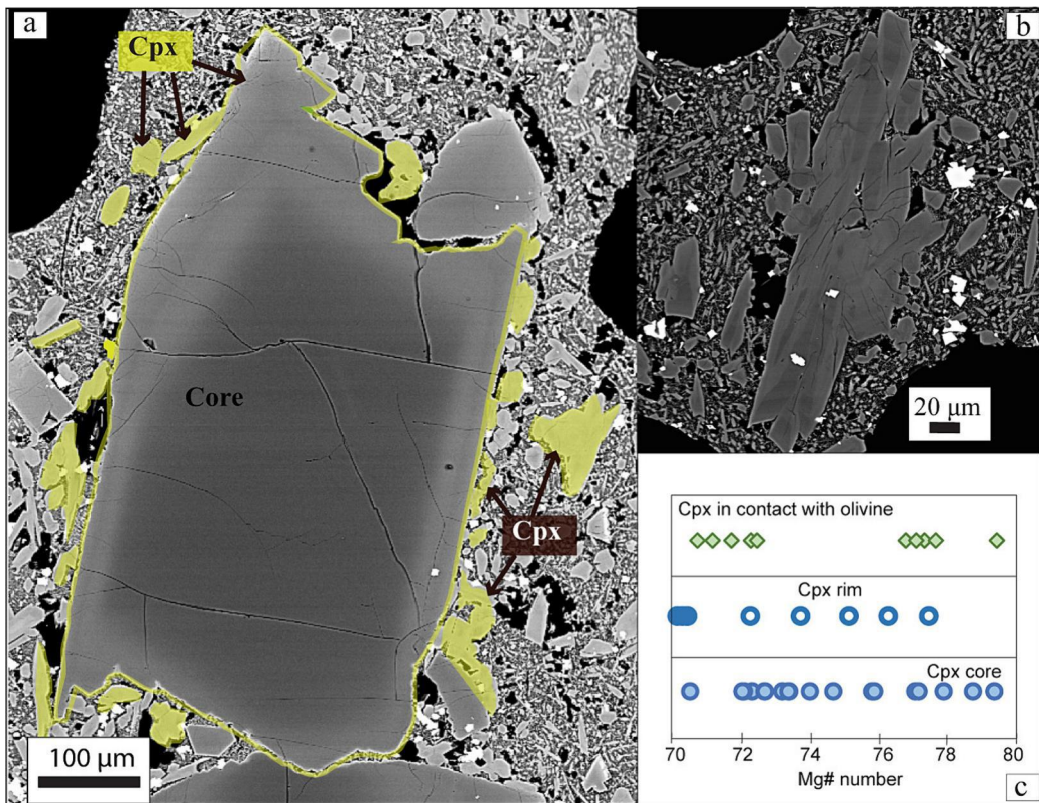 a
Cpx
Core
Cpx
100 μm
b
20 μm
Cpx in contact with olivine
Cpx rim
Cpx core
70 72 74 76 78 80
Mg# number
c